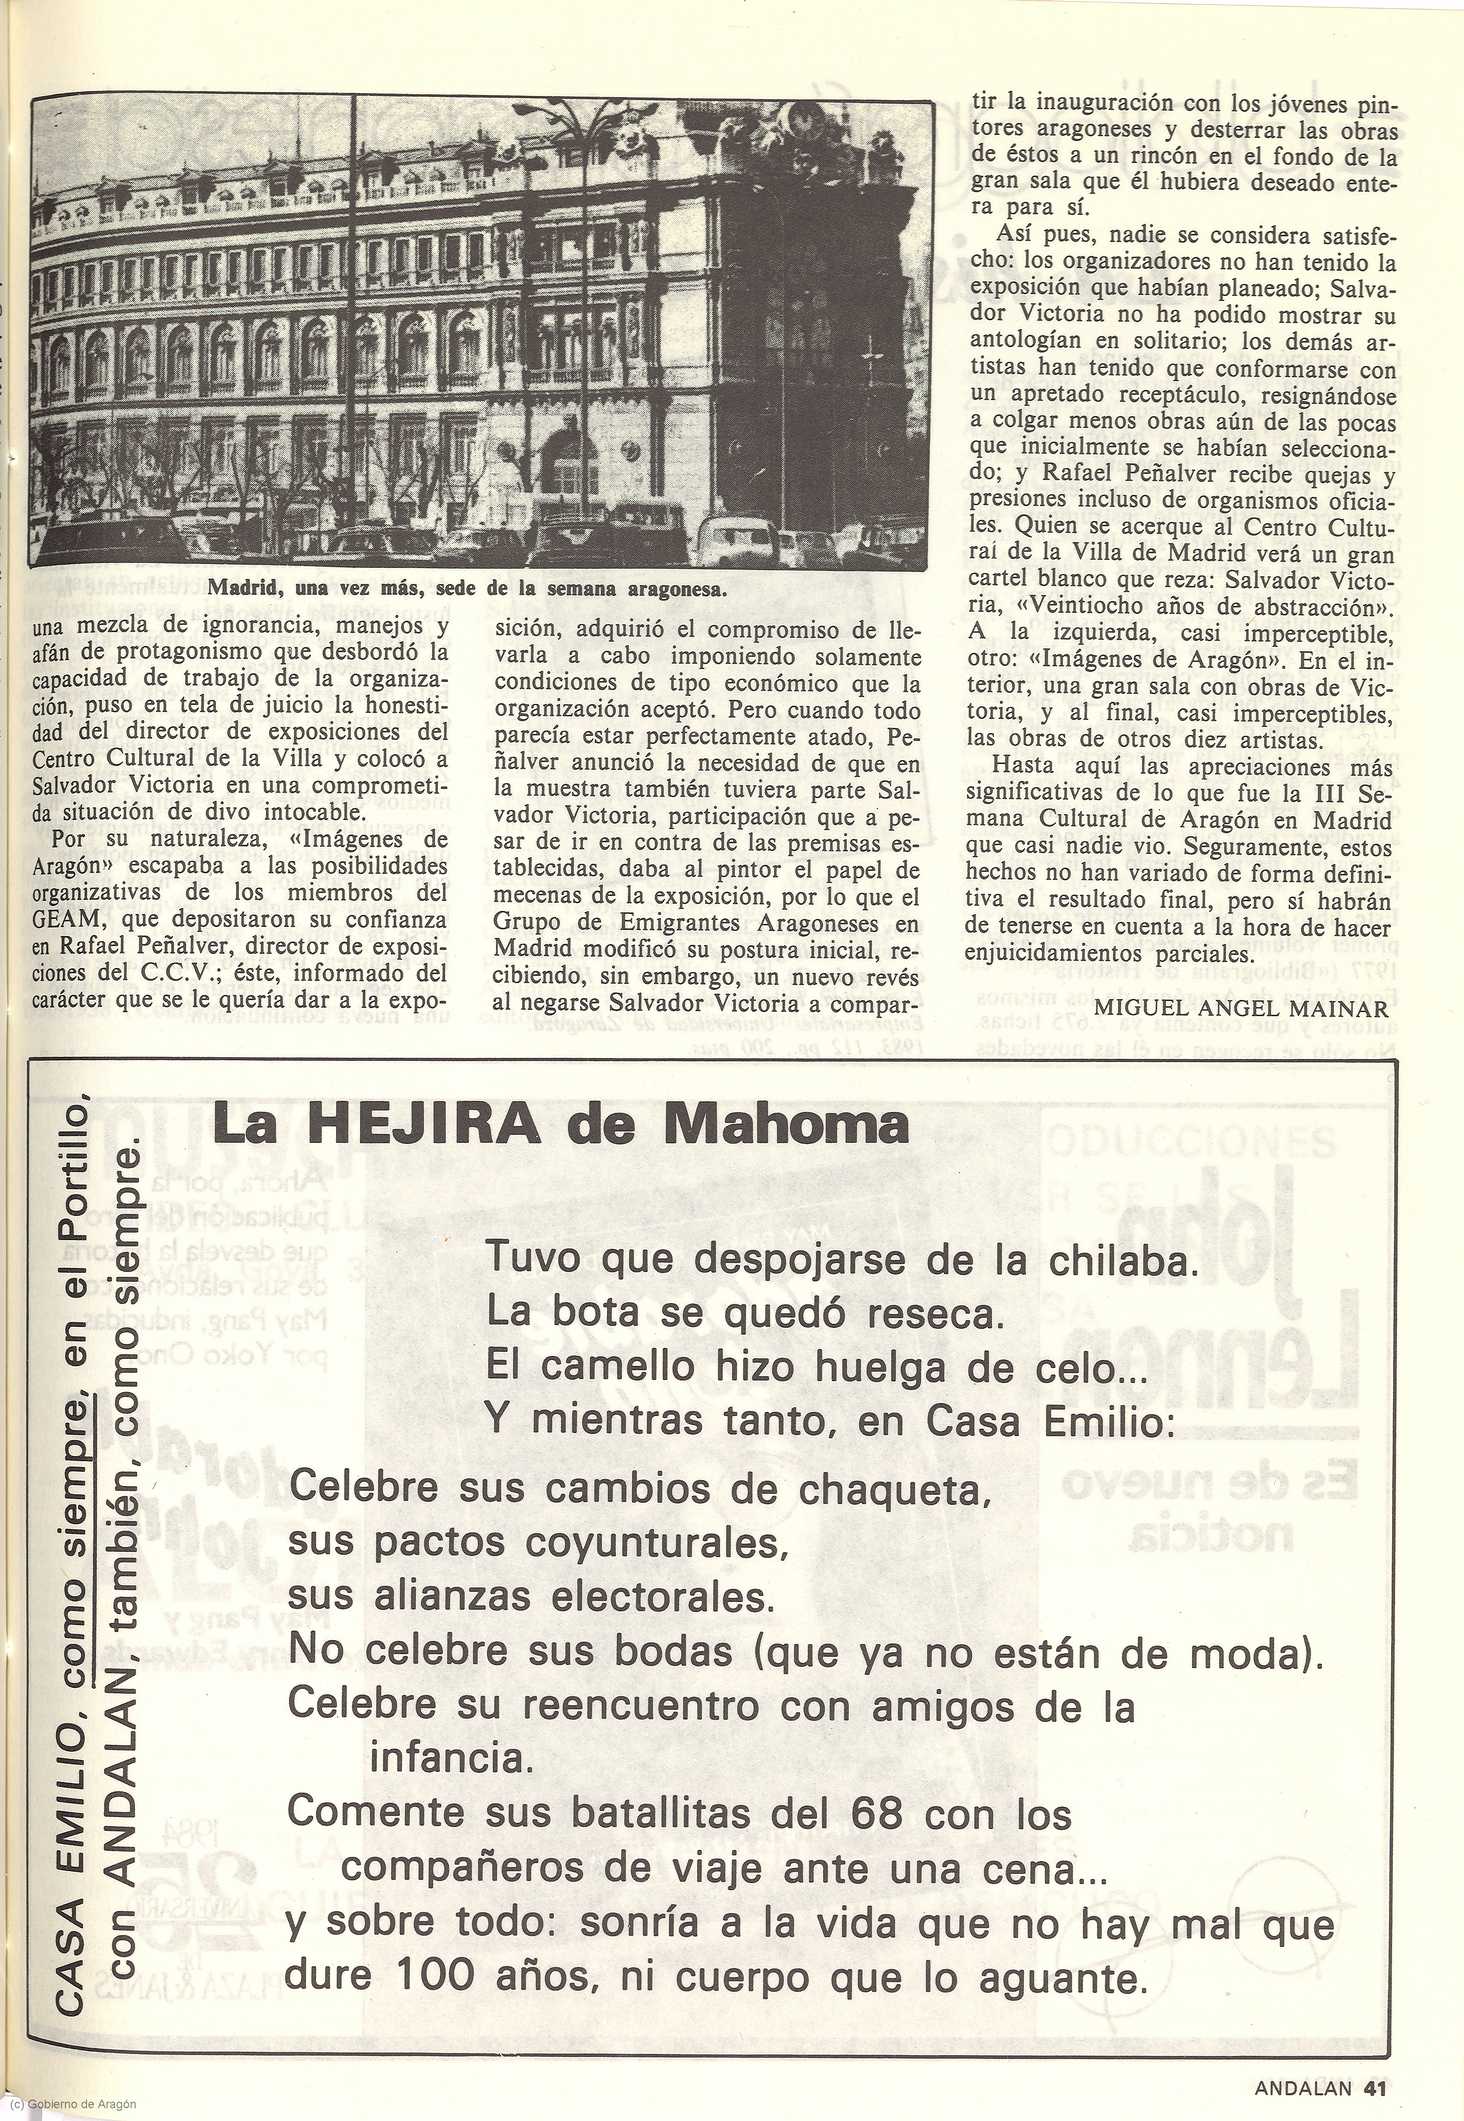 Madrid, una vez más, sede de la semana aragonesa.
una mezcla de ignorancia, manejos y
afán de protagonismo que desbordó la
capacidad de trabajo de la organiza-
ción, puso en tela de juicio la honesti-
dad del director de exposiciones del
Centro Cultural de la Villa y colocó a
Salvador Victoria en una comprometi-
da situación de divo intocable.
Por su naturaleza, «Imágenes de
Aragón» escapaba a las posibilidades
organizativas de los miembros del
GEAM, que depositaron su confianza
en Rafael Peñalver, director de exposi-
ciones del C.C.V.; éste, informado del
carácter que se le quería dar a la expo-
sición, adquirió el compromiso de lle-
varla a cabo imponiendo solamente
condiciones de tipo económico que la
organización aceptó. Pero cuando todo
parecía estar perfectamente atado, Pe-
ñalver anunció la necesidad de que en
la muestra también tuviera parte Sal-
vador Victoria, participación que a pe-
sar de ir en contra de las premisas es-
tablecidas, daba al pintor el papel de
mecenas de la exposición, por lo que el
Grupo de Emigrantes Aragoneses en
Madrid modificó su postura inicial, re-
cibiendo, sin embargo, un nuevo revés
al negarse Salvador Victoria a compar-
tir la inauguración con los jóvenes pin-
tores aragoneses y desterrar las obras
de éstos a un rincón en el fondo de la
gran sala que él hubiera deseado ente-
ra para sí.
Así pues, nadie se considera satisfe-
cho: los organizadores no han tenido la
exposición que habían planeado; Salva-
dor Victoria no ha podido mostrar su
antologían en solitario; los demás ar-
tistas han tenido que conformarse con
un apretado receptáculo, resignándose
a colgar menos obras aún de las pocas
que inicialmente se habían selecciona-
do; y Rafael Peñalver recibe quejas y
presiones incluso de organismos oficia-
les. Quien se acerque al Centro Cultu-
raí de la Villa de Madrid verá un gran
cartel blanco que reza: Salvador Victo-
ria, «Veintiocho años de abstracción».
A la izquierda, casi imperceptible,
otro: «Imágenes de Aragón». En el in-
terior, una gran sala con obras de Vic-
toria, y al final, casi imperceptibles,
las obras de otros diez artistas.
Hasta aquí las apreciaciones más
significativas de lo que fue la III Se-
mana Cultural de Aragón en Madrid
que casi nadie vio. Seguramente, estos
hechos no han variado de forma defini-
tiva el resultado final, pero sí habrán
de tenerse en cuenta a la hora de hacer
enjuicidamientos parciales.
MIGUEL ANGEL MAINAR
CASA EMILIO, como siempre, en el Portillo,
con ANDALAN, también, como siempre.
La HEJIRA de Mahoma
Tuvo que despojarse de la chilaba.
La bota se quedó reseca.
El camello hizo huelga de celo...
Y mientras tanto, en Casa Emilio:
Celebre sus cambios de chaqueta,
sus pactos coyunturales,
sus alianzas electorales.
No celebre sus bodas (que ya no están de moda).
Celebre su reencuentro con amigos de la
infancia.
Comente sus batallitas del 68 con los
compañeros de viaje ante una cena...
y sobre todo: sonría a la vida que no hay mal que
dure 100 años, ni cuerpo que lo aguante.
ANDALAN 41
(c) Gobierno de Aragón